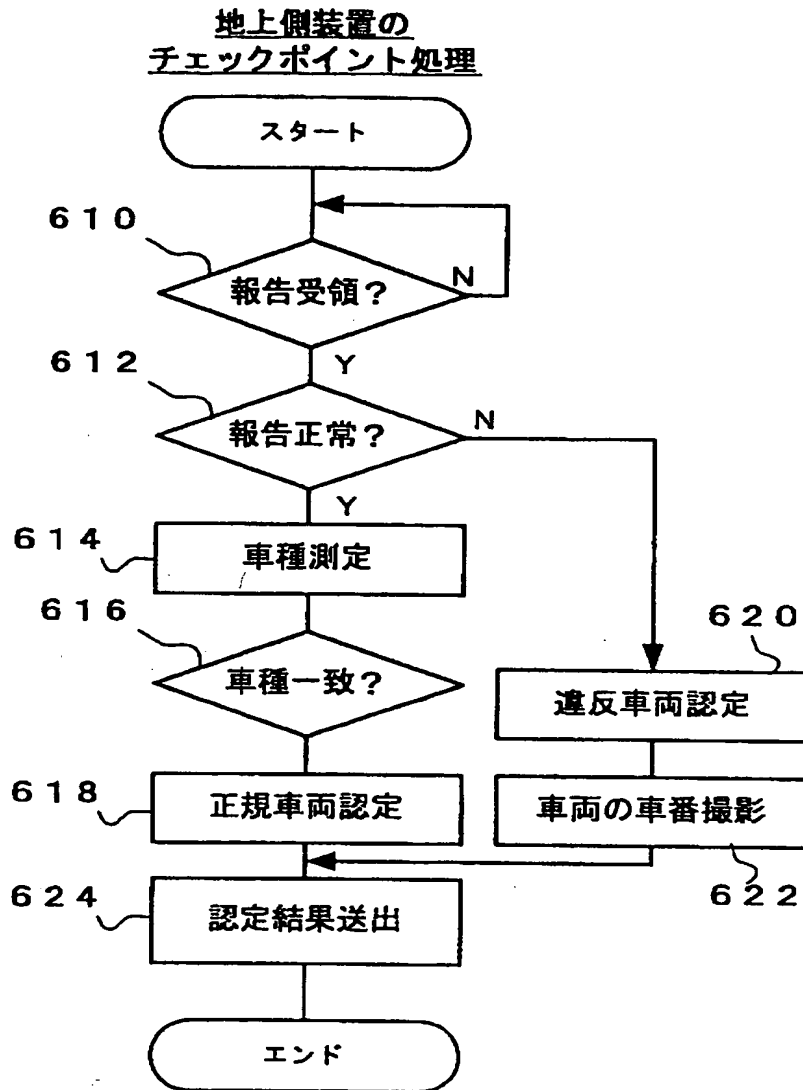 地上側装置の
チェックポイント処理
スタート
610
報告受領?
N
Y
612
報告正常?
N
Y
614
車種測定
616
車種一致?
620
違反車両認定
618
正規車両認定
車両の車番撮影
622
624
認定結果送出
エンド